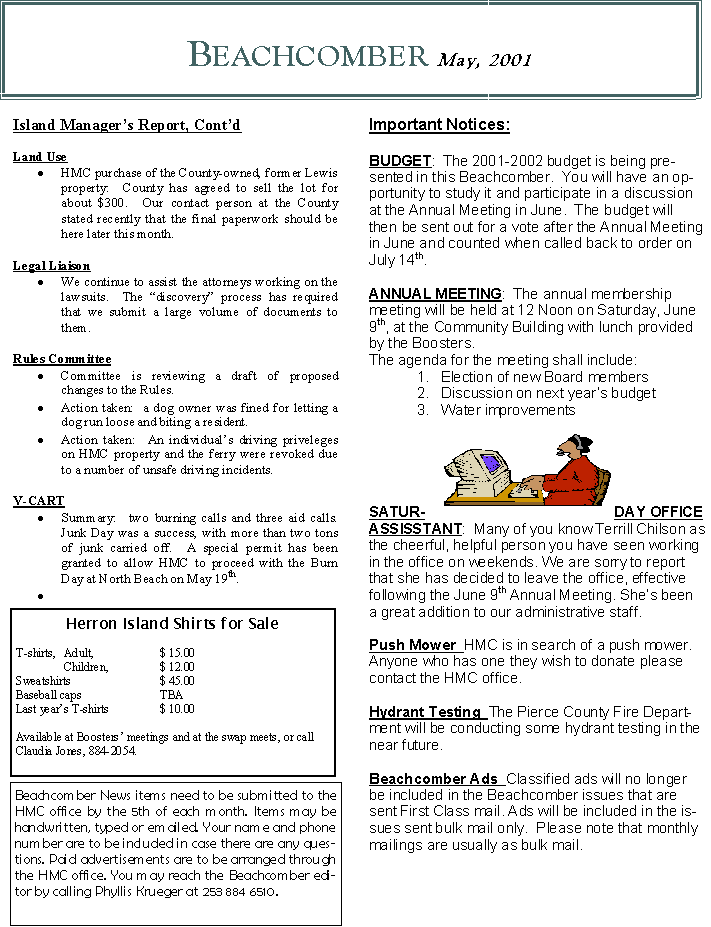 BEACHCOMBER May, 2001
Island Manager's Report, Cont'd
Land Use
● HMC purchase of the County-owned, former Lewis
property: County has agreed to sell the lot for
about $300. Our contact person at the County
stated recently that the final paperwork should be
here later this month.
Legal Liaison
● We continue to assist the attorneys working on the
lawsuits. The "discovery" process has required
that we submit a large volume of documents to
them.
Rules Committee
● Committee is reviewing a draft of proposed
changes to the Rules.
● Action taken: a dog owner was fined for letting a
dog run loose and biting a resident.
● Action taken: An individual's driving priveleges
on HMC property and the ferry were revoked due
to a number of unsafe driving incidents.
V-CART
● Summary: two burning calls and three aid calls.
Junk Day was a success, with more than two tons
of junk carried off. A special permit has been
granted to allow HMC to proceed with the Burn
Day at North Beach on May 19th.
●
Herron Island Shirts for Sale
T-shirts, Adult, $ 15.00
Children, $ 12.00
Sweatshirts $ 45.00
Baseball caps TBA
Last year's T-shirts $ 10.00
Available at Boosters' meetings and at the swap meets, or call
Claudia Jones, 884-2054.
Beachcomber News items need to be submitted to the
HMC office by the 5th of each month. Items may be
handwritten, typed or emailed. Your name and phone
number are to be included in case there are any ques-
tions. Paid advertisements are to be arranged through
the HMC office. You may reach the Beachcomber edi-
tor by calling Phyllis Krueger at 253 884 6510.
Important Notices:
BUDGET: The 2001-2002 budget is being pre-
sented in this Beachcomber. You will have an op-
portunity to study it and participate in a discussion
at the Annual Meeting in June. The budget will
then be sent out for a vote after the Annual Meeting
in June and counted when called back to order on
July 14th.
ANNUAL MEETING: The annual membership
meeting will be held at 12 Noon on Saturday, June
9th, at the Community Building with lunch provided
by the Boosters.
The agenda for the meeting shall include:
1. Election of new Board members
2. Discussion on next year's budget
3. Water improvements
SATUR- DAY OFFICE
ASSISSTANT: Many of you know Terrill Chilson as
the cheerful, helpful person you have seen working
in the office on weekends. We are sorry to report
that she has decided to leave the office, effective
following the June 9th Annual Meeting. She's been
a great addition to our administrative staff.
Push Mower HMC is in search of a push mower.
Anyone who has one they wish to donate please
contact the HMC office.
Hydrant Testing The Pierce County Fire Depart-
ment will be conducting some hydrant testing in the
near future.
Beachcomber Ads Classified ads will no longer
be included in the Beachcomber issues that are
sent First Class mail. Ads will be included in the is-
sues sent bulk mail only. Please note that monthly
mailings are usually as bulk mail.